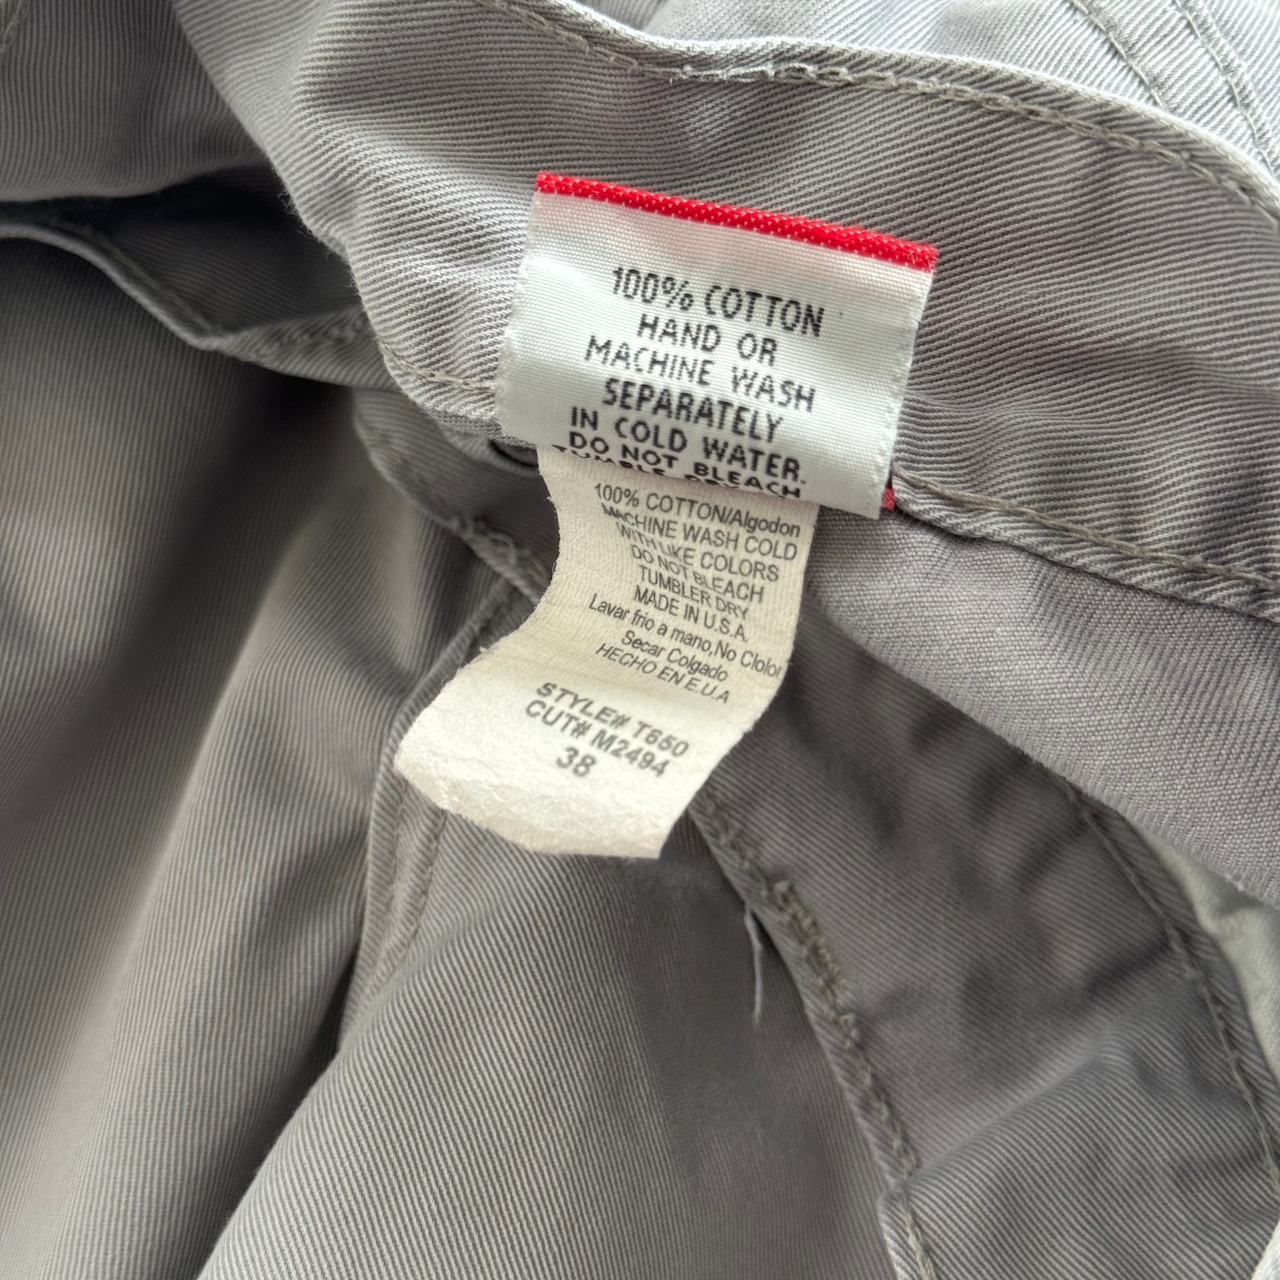 100% COTTON
HAND OR
MACHINE WASH
SEPARATELY
IN COLD WATER.
DO NOT BLEACH
TUMBLE DRY
100% COTTON/Algodon
MACHINE WASH COLD
WITH LIKE COLORS
DO NOT BLEACH
TUMBLER DRY
MADE IN U.S.A.
Lavar frio a mano,No Clolor
Secar Colgado
HECHO EN E.U.A
STYLE# T650
CUT# M2494
38